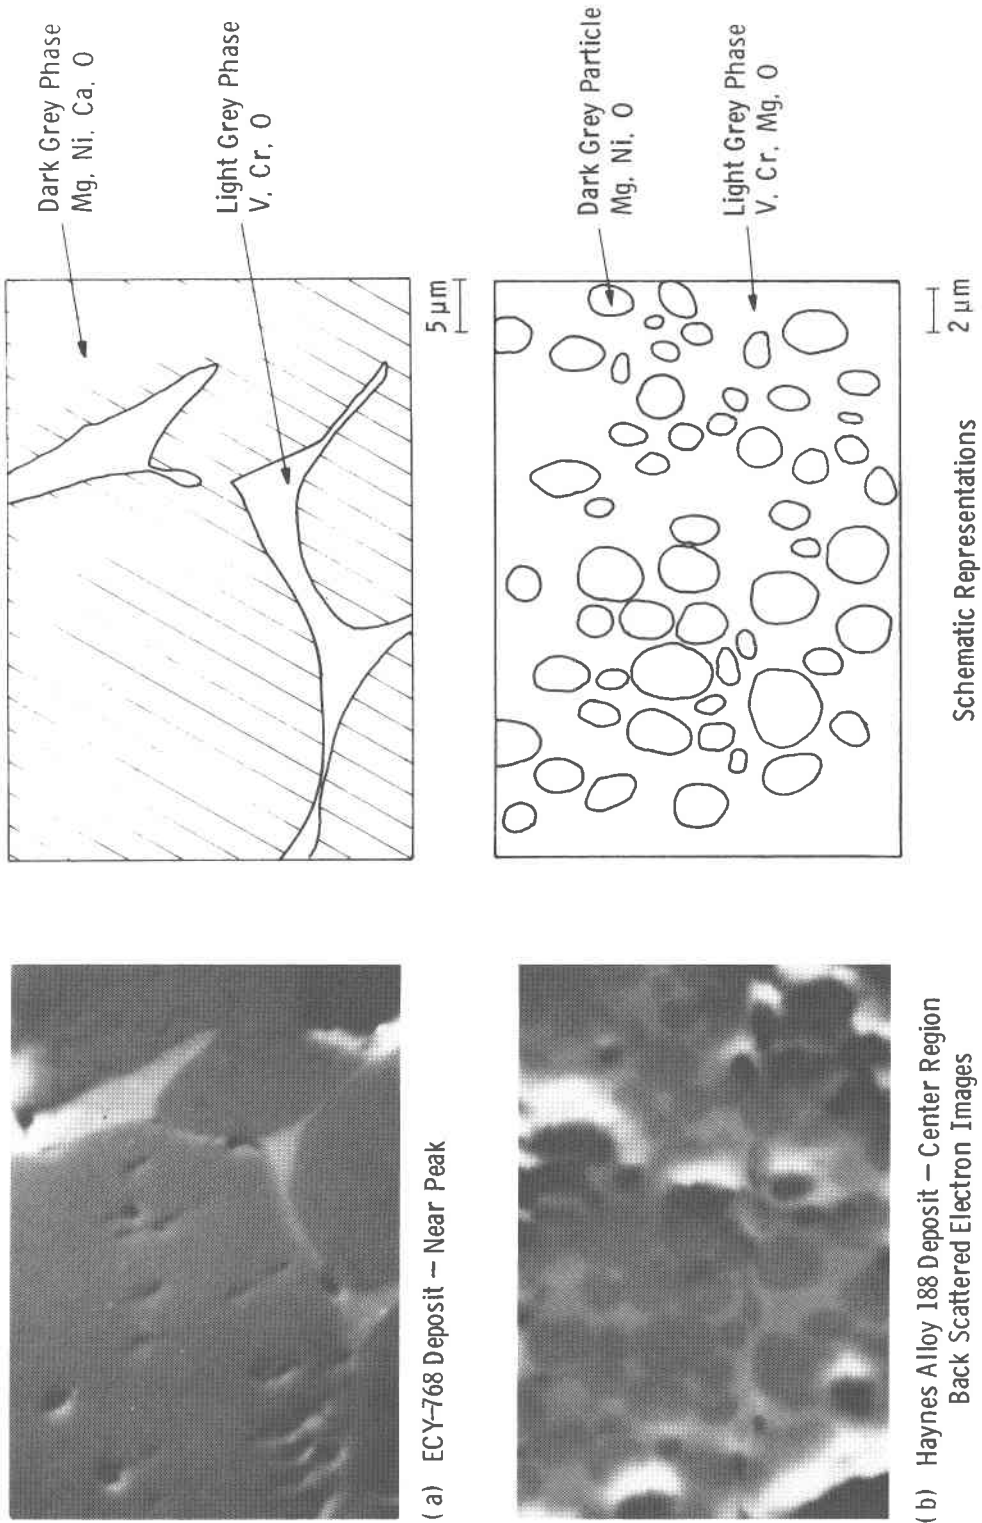 Dark Grey Phase
Mg, Ni, Ca, O
Light Grey Phase
V, Cr, O
5 µm
(a) ECY-768 Deposit – Near Peak
Dark Grey Particle
Mg, Ni, O
Light Grey Phase
V, Cr, Mg, O
2 µm
(b) Haynes Alloy 188 Deposit – Center Region
Back Scattered Electron Images
Schematic Representations